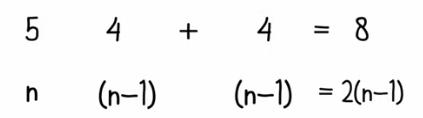 5 4 + 4 = 8
n (n-1) (n-1) = 2(n-1)